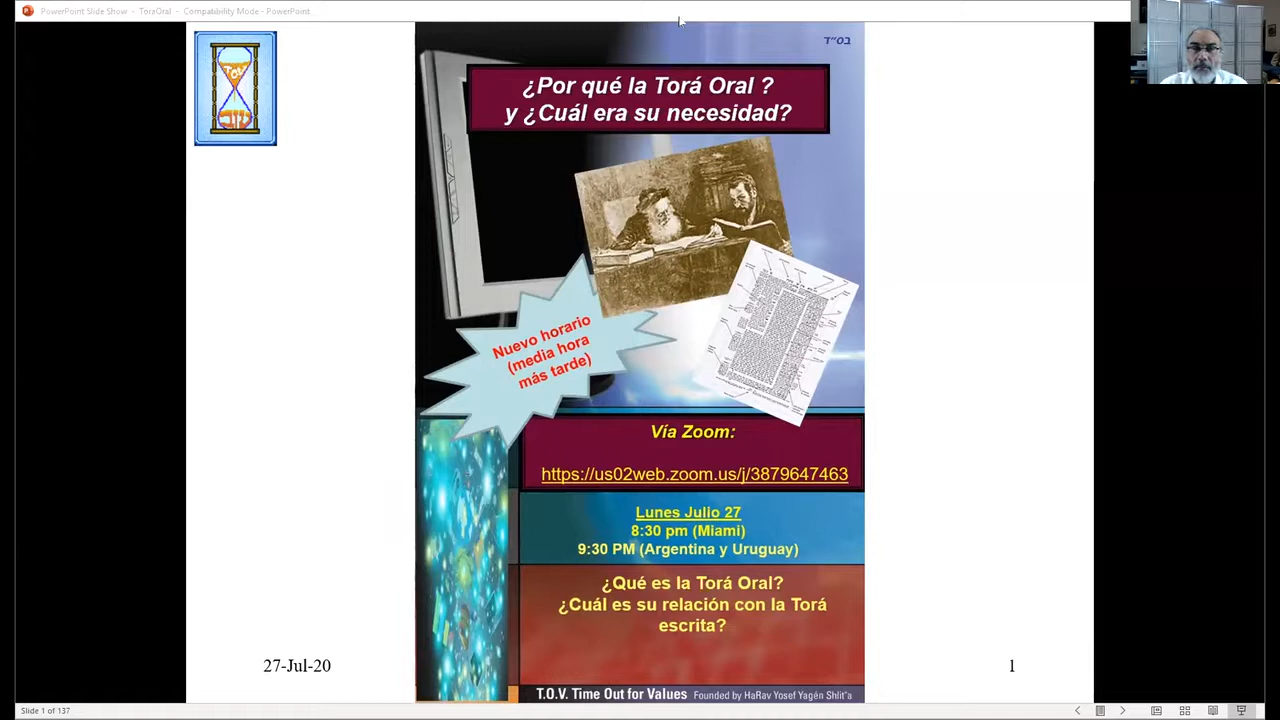 PowerPoint Slide Show - ToraOral - Compatibility Mode - PowerPoint
בס״ד
TOV
¿Por qué la Torá Oral ?
y ¿Cuál era su necesidad?
Nuevo horario
(media hora
más tarde)
Vía Zoom:
https://us02web.zoom.us/j/3879647463
Lunes Julio 27
8:30 pm (Miami)
9:30 PM (Argentina y Uruguay)
¿Qué es la Torá Oral?
¿Cuál es su relación con la Torá
escrita?
27-Jul-20
1
T.O.V. Time Out for Values Founded by HaRav Yosef Yagén Shlit"a
Slide 1 of 137